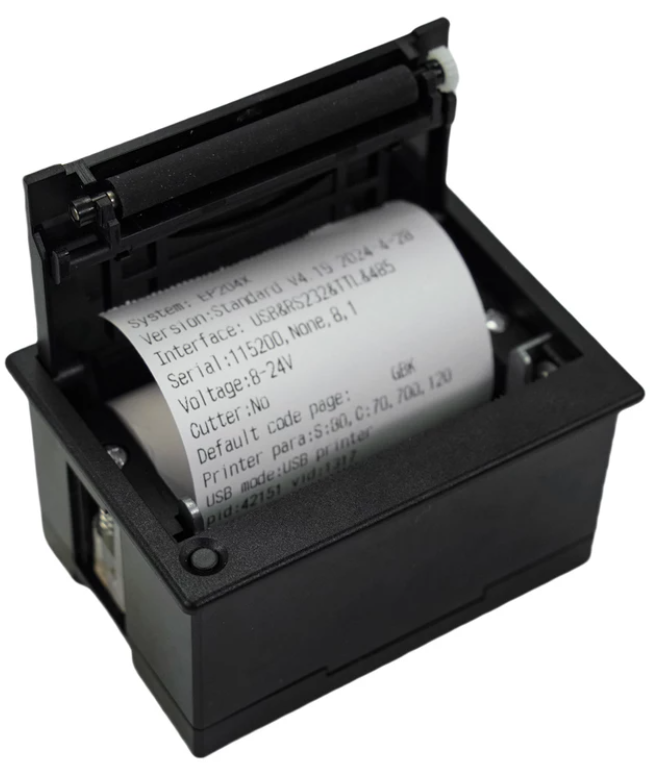 System: EP204X
Version:Standard V4.19 2024-4-28
Interface: USB&RS232&TTL&485
Serial:115200,None,8,1
Voltage:8-24V
Cutter:No
Default code page: GBK
Printer para:S:80,C:70,700,120
USB mode:USB printer
pid:42151 vid:1317